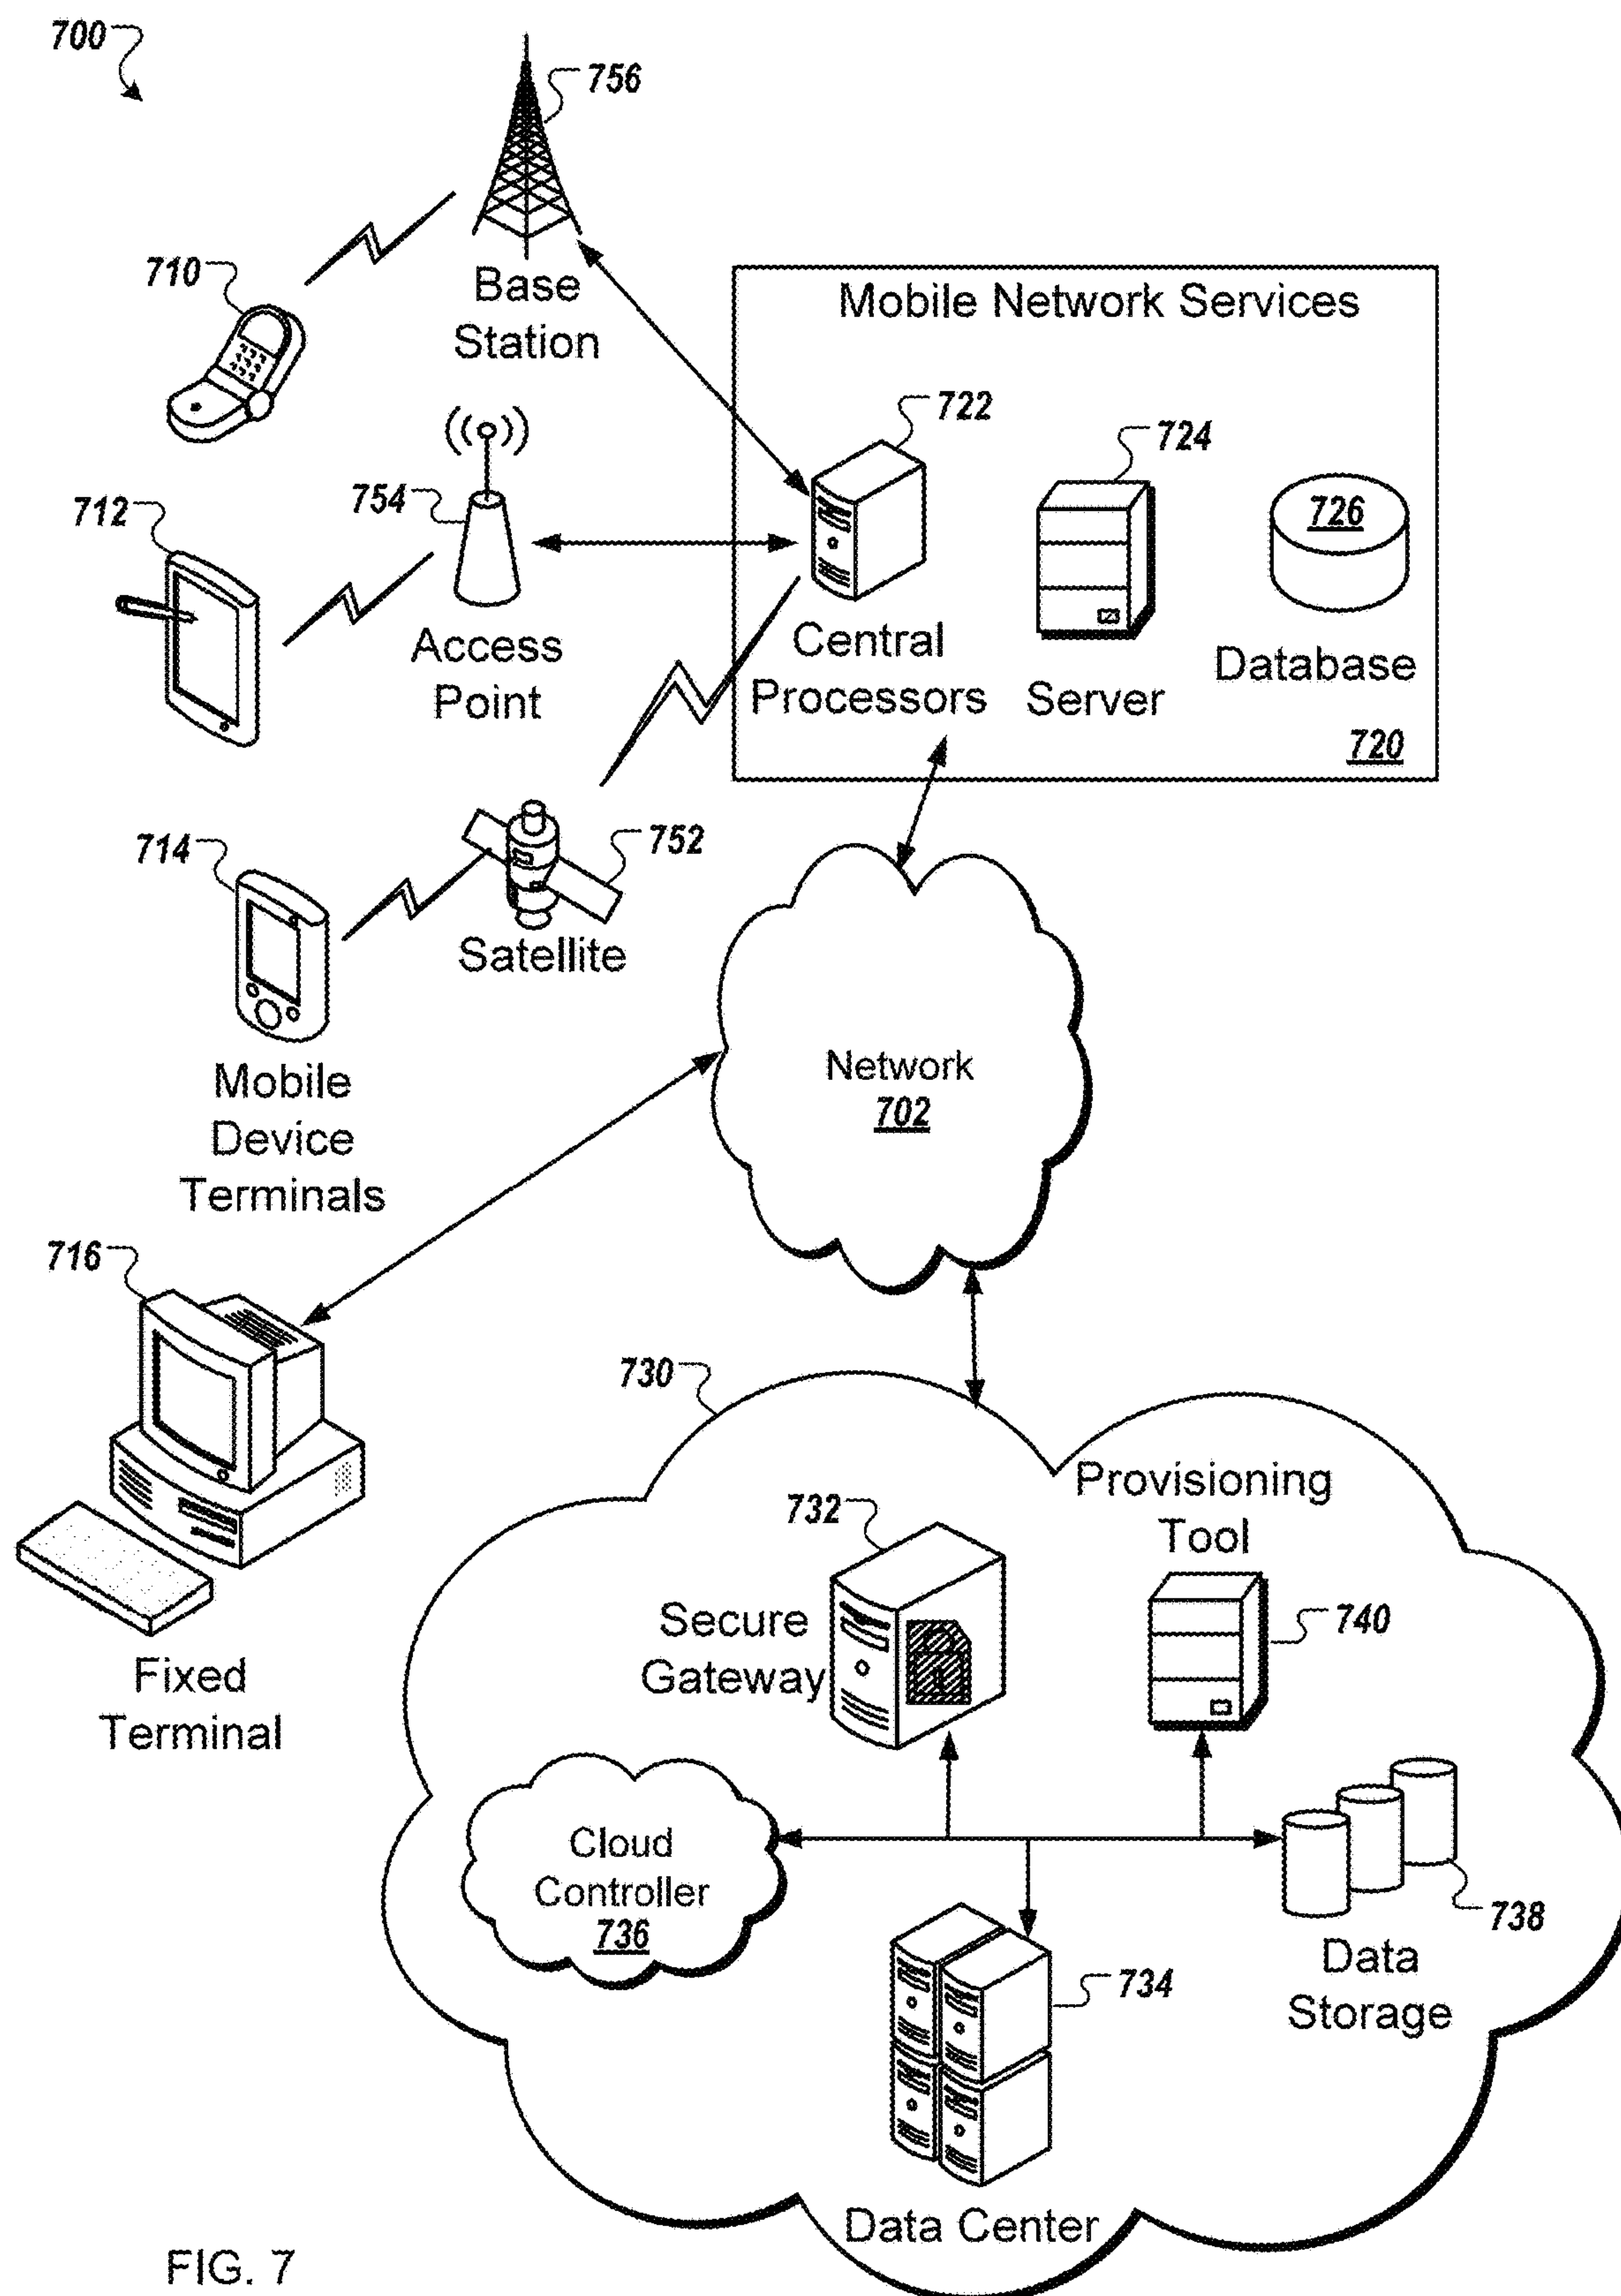 700
756
Base
Station
710
Mobile Network Services
722
724
726
754
712
Access
Point
Central
Processors
Server
Database
720
714
752
Satellite
Mobile
Device
Terminals
Network
702
716
Fixed
Terminal
730
Provisioning
Tool
732
Secure
Gateway
740
Cloud
Controller
736
738
Data
Storage
734
Data Center
FIG. 7